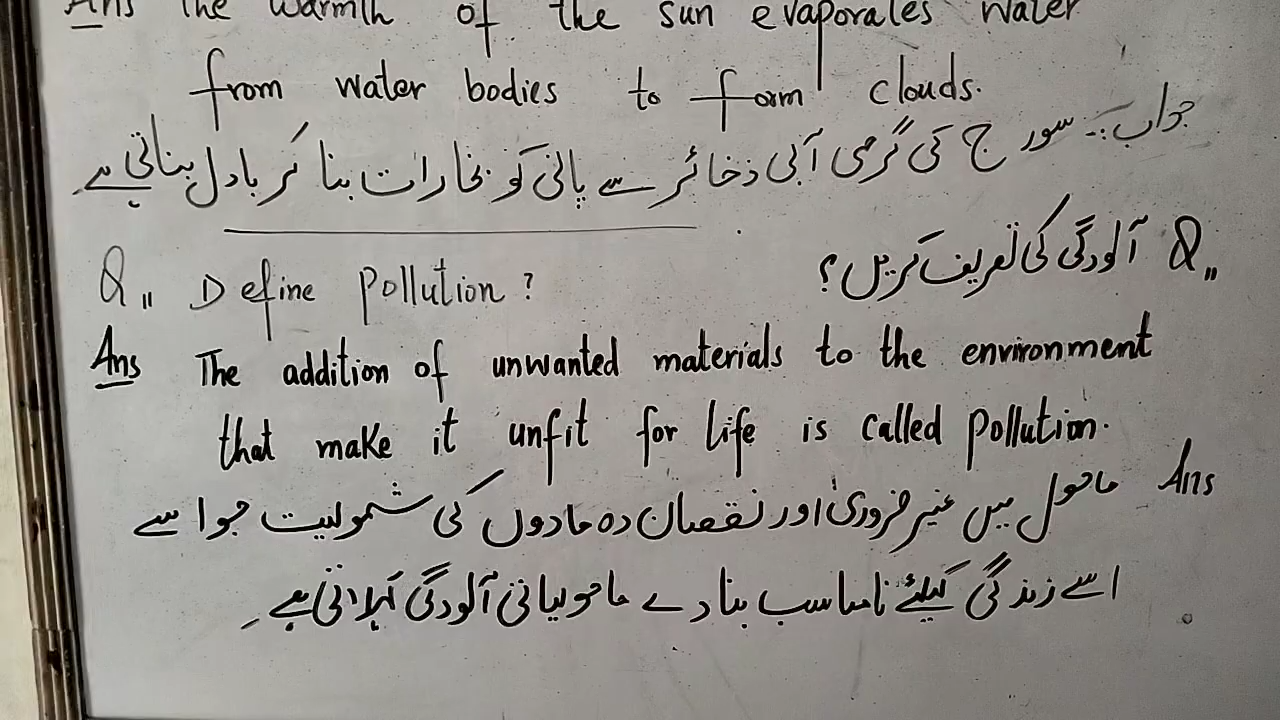 Ans The warmth of the sun evaporates water
from water bodies to form clouds.
جواب:۔ سورج کی گرمی آبی ذخائر سے پانی کو بخارات بنا کر بادل بناتی ہے
Q,, Define pollution?
Q,, آلودگی کی تعریف کریں؟
Ans The addition of unwanted materials to the environment
that make it unfit for life is called pollution.
Ans ماحول میں غیر ضروری اور نقصان دہ مادوں کی شمولیت جو اسے
اسے زندگی کیلئے نامناسب بنا دے ماحولیاتی آلودگی کہلاتی ہے